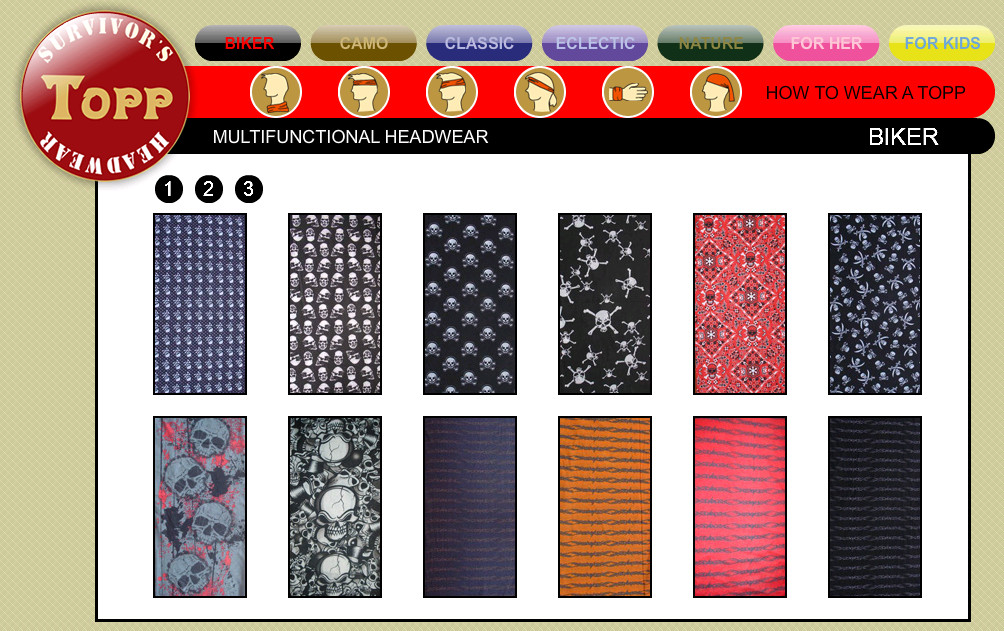 SURVIVOR'S
TOPP
HEADWEAR
BIKER CAMO CLASSIC ECLECTIC NATURE FOR HER FOR KIDS
HOW TO WEAR A TOPP
MULTIFUNCTIONAL HEADWEAR BIKER
1 2 3